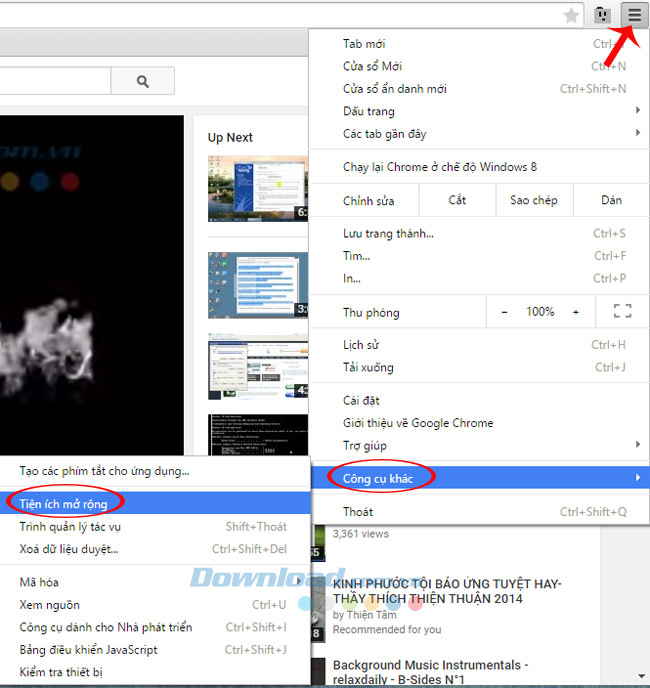 Tab mới Ctrl+
Cửa sổ Mới Ctrl+N
Cửa sổ ẩn danh mới Ctrl+Shift+N
Dấu trang
Các tab gần đây
Chạy lại Chrome ở chế độ Windows 8
Chỉnh sửa Cắt Sao chép Dán
Lưu trang thành... Ctrl+S
Tìm... Ctrl+F
In... Ctrl+P
Thu phóng – 100% +
Lịch sử Ctrl+H
Tải xuống Ctrl+J
Cài đặt
Giới thiệu về Google Chrome
Trợ giúp
Công cụ khác
Thoát Ctrl+Shift+Q
om.vn
Up Next
6:
3:
4:
Tạo các phím tắt cho ứng dụng...
Tiện ích mở rộng
Trình quản lý tác vụ Shift+Thoát
Xoá dữ liệu duyệt... Ctrl+Shift+Del
Mã hóa
Xem nguồn Ctrl+U
Công cụ dành cho Nhà phát triển Ctrl+Shift+I
Bảng điều khiển JavaScript Ctrl+Shift+J
Kiểm tra thiết bị
55
3,361 views
Download
KINH PHƯỚC TỘI BÁO ỨNG TUYỆT HAY-
THẦY THÍCH THIỆN THUẬN 2014
by Thiện Tâm
Recommended for you
18
Background Music Instrumentals -
relaxdaily - B-Sides N°1